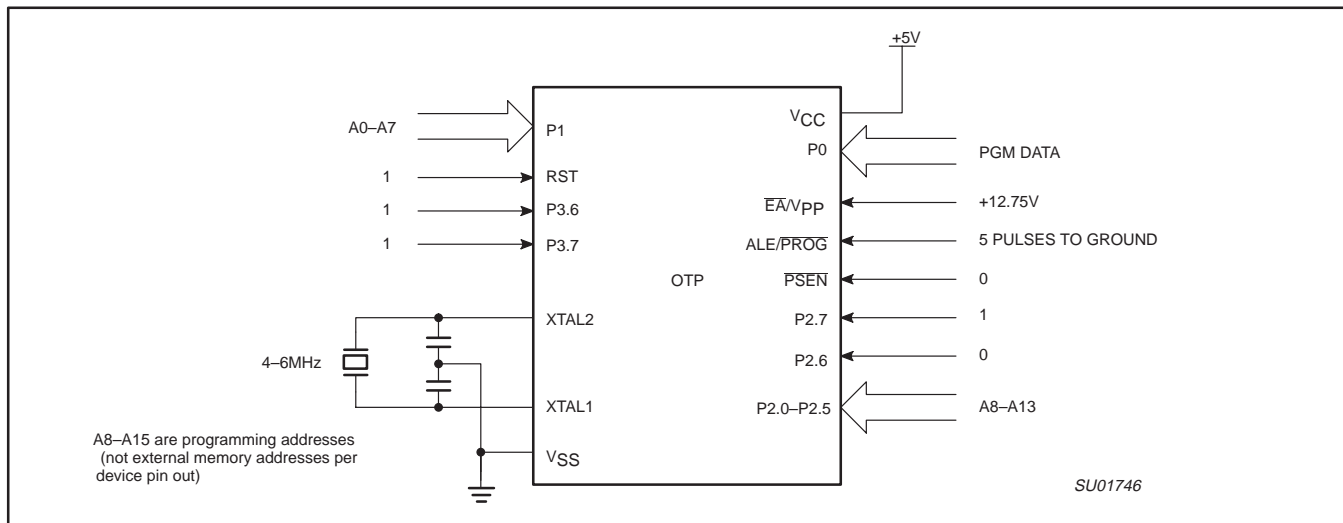 +5V
A0–A7
P1
VCC
P0
PGM DATA
1
RST
1
P3.6
EA/VPP
+12.75V
1
P3.7
ALE/PROG
5 PULSES TO GROUND
OTP
PSEN
0
XTAL2
P2.7
1
4–6MHz
P2.6
0
XTAL1
P2.0–P2.5
A8–A13
A8–A15 are programming addresses
(not external memory addresses per
device pin out)
VSS
SU01746